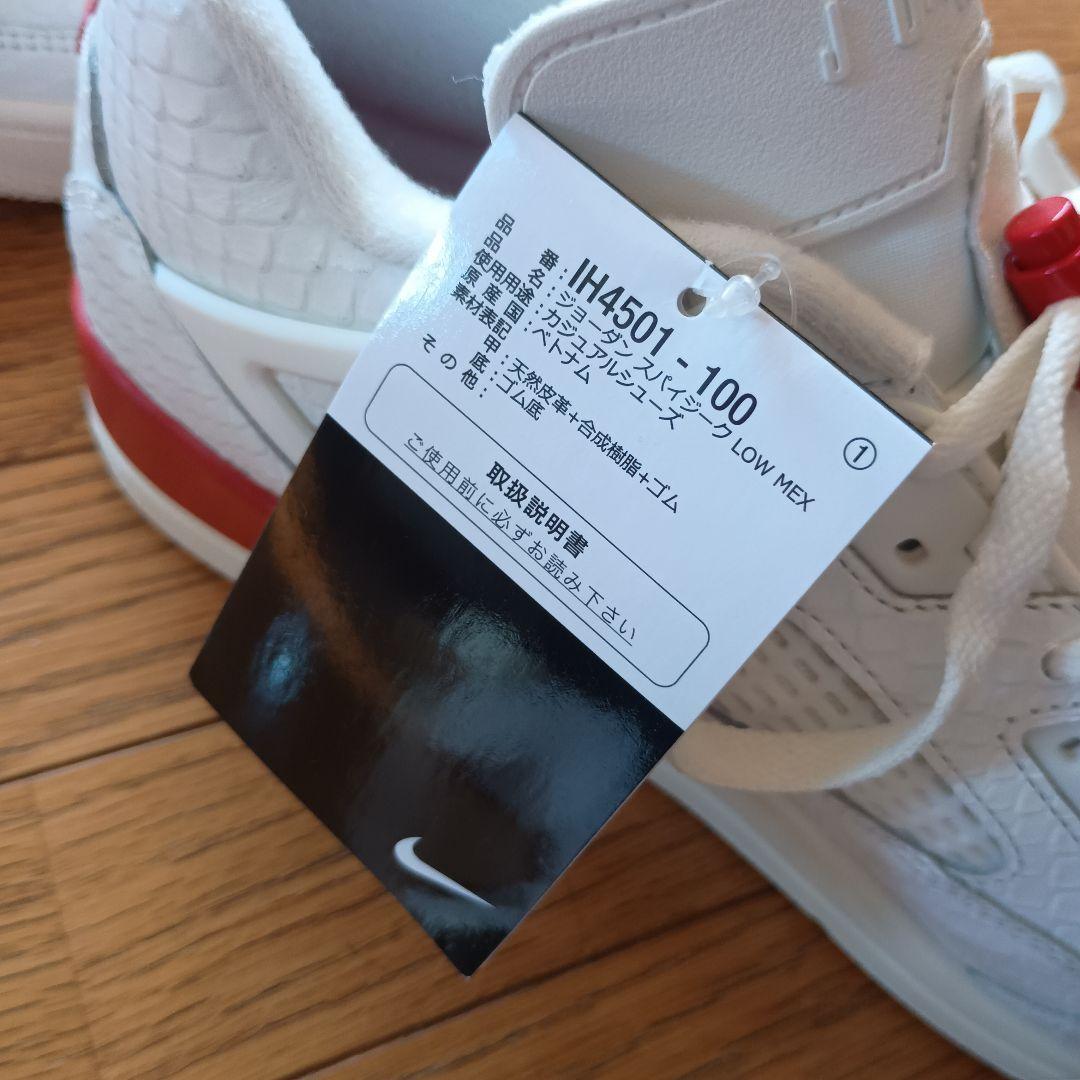 品 番：IH4501 - 100
品 名：ジョーダンスパイジーク LOW MEX
使用用途：カジュアルシューズ
原 産 国：ベトナム
素材表記
甲：天然皮革+合成樹脂+ゴム
底：ゴム底
そ の 他：
①
取扱説明書
ご使用前に必ずお読み下さい